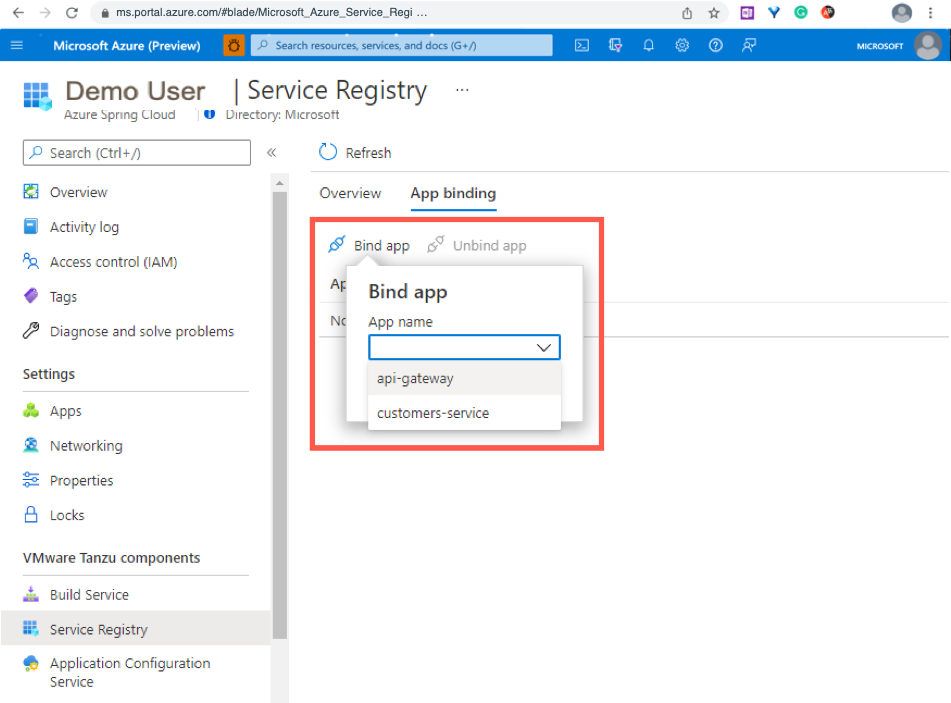 ms.portal.azure.com/#blade/Microsoft_Azure_Service_Regi ...
Microsoft Azure (Preview)
Search resources, services, and docs (G+/)
MICROSOFT
Demo User | Service Registry ...
Azure Spring Cloud
Directory: Microsoft
Search (Ctrl+/)
«
Refresh
Overview
Activity log
Access control (IAM)
Tags
Diagnose and solve problems
Settings
Apps
Networking
Properties
Locks
VMware Tanzu components
Build Service
Service Registry
Application Configuration
Service
Overview
App binding
Bind app
Unbind app
Bind app
App name
api-gateway
customers-service